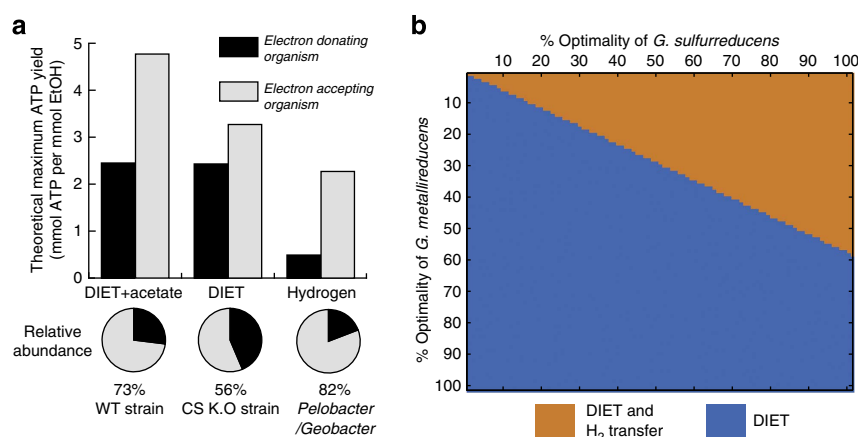 a
Theoretical maximum ATP yield
(mmol ATP per mmol EtOH)
5
4
3
2
1
0
Electron donating
organism
Electron accepting
organism
DIET+acetate DIET Hydrogen
Relative
abundance
73% 56% 82%
WT strain CS K.O strain Pelobacter
/Geobacter
b
% Optimality of G. sulfurreducens
10 20 30 40 50 60 70 80 90 100
% Optimality of G. metallireducens
10
20
30
40
50
60
70
80
90
100
DIET and
H2 transfer
DIET